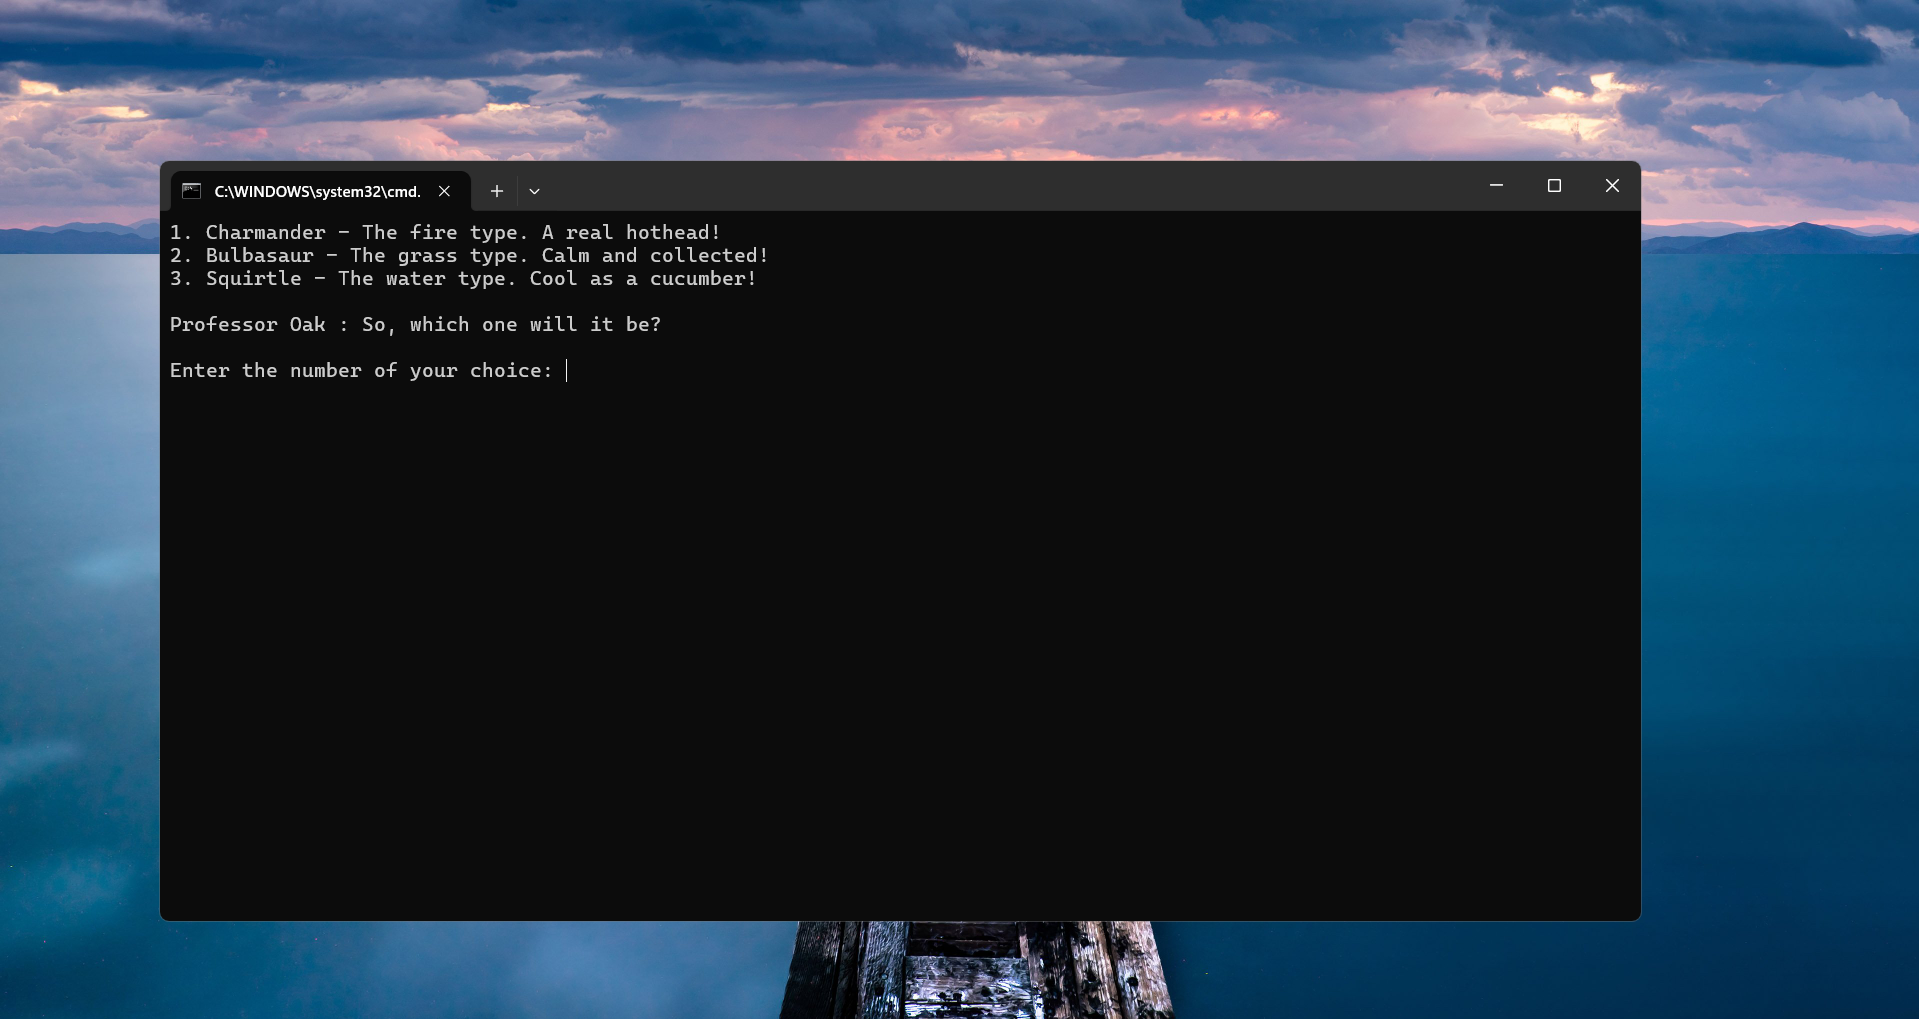 C:\WINDOWS\system32\cmd.
1. Charmander - The fire type. A real hothead!
2. Bulbasaur - The grass type. Calm and collected!
3. Squirtle - The water type. Cool as a cucumber!
Professor Oak : So, which one will it be?
Enter the number of your choice: